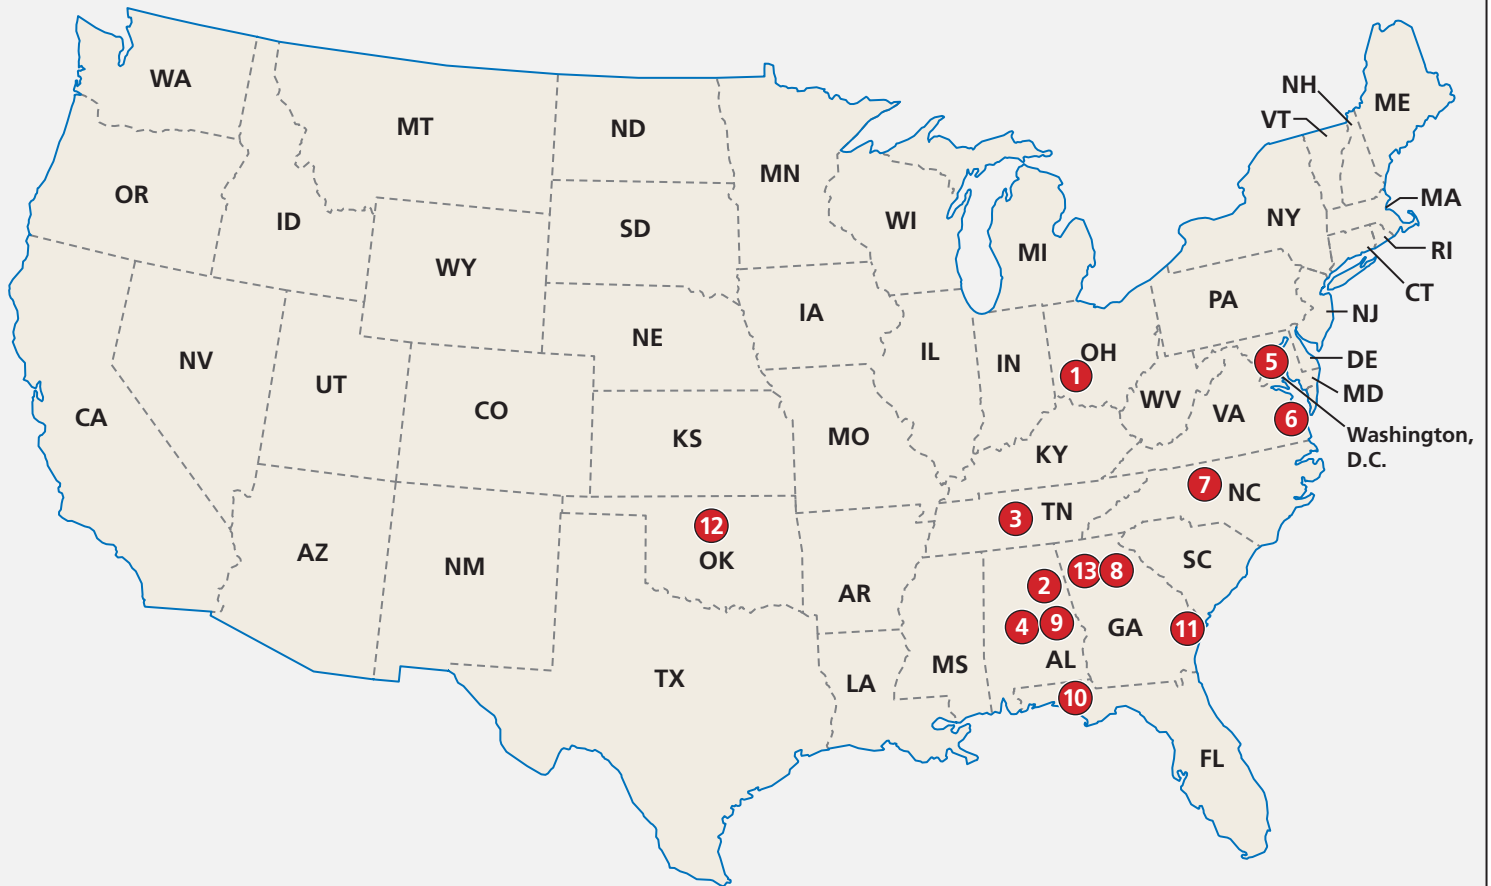 WA
MT
ND
MN
OR
ID
SD
WI
MI
NH
VT
ME
NY
MA
RI
CT
WY
IA
NE
PA
NJ
NV
UT
CO
CA
IL
IN
OH
1
5
DE
MD
WV
VA
6
Washington,
D.C.
KS
MO
KY
7
NC
3
TN
12
OK
AZ
NM
AR
SC
13
8
2
4
9
GA
11
AL
MS
TX
LA
10
FL